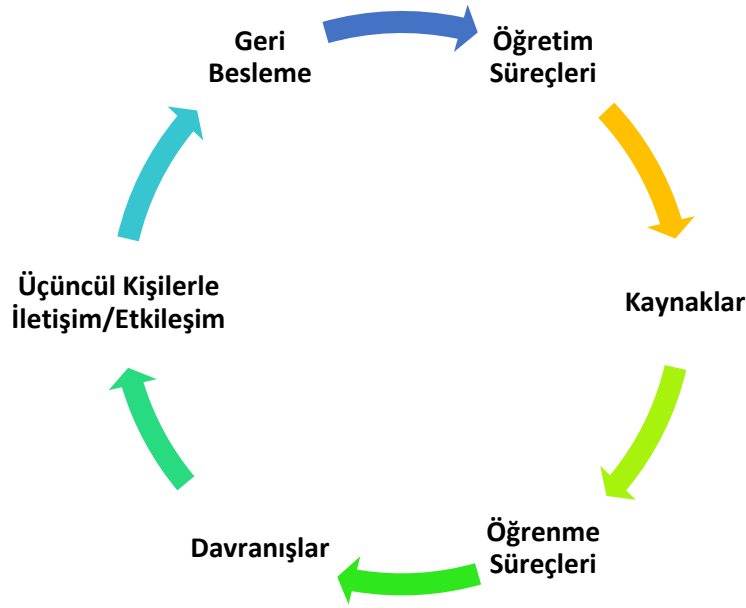 Geri
Besleme
Öğretim
Süreçleri
Kaynaklar
Öğrenme
Süreçleri
Davranışlar
Üçüncül Kişilerle
İletişim/Etkileşim